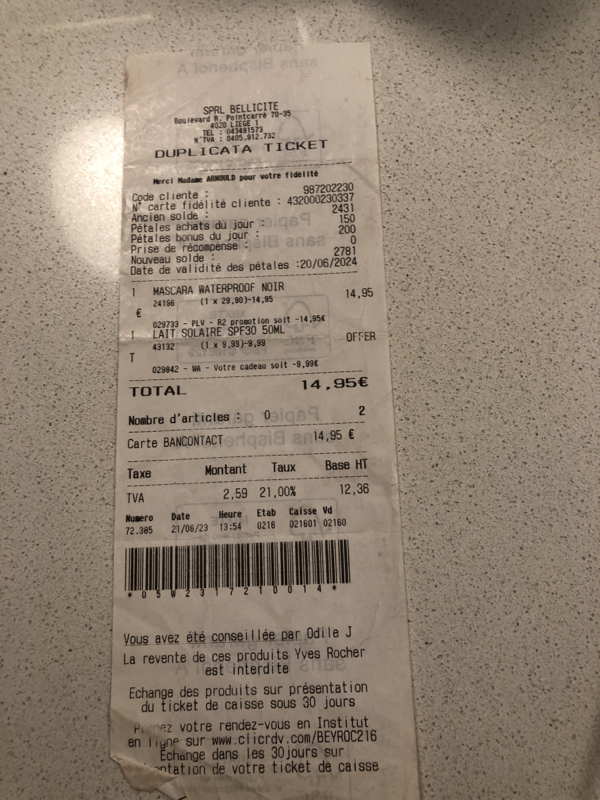 SPRL BELLICITE
Boulevard R. Pointcarré 70-35
4020 LIEGE 1
TEL : 043491573
N°TVA : 0405.912.732
DUPLICATA TICKET
Merci Madame ARNOULD pour votre fidélité
Code cliente : 987202230
N° carte fidélité cliente : 432000230337
Ancien solde : 2431
Pétales achats du jour : 150
Pétales bonus du jour : 200
Prise de récompense : 0
Nouveau solde : 2781
Date de validité des pétales :20/06/2024
1 MASCARA WATERPROOF NOIR 14,95
24198 (1 x 29,90)-14,95
€
029733 - PLV - R2 promotion soit -14,95€
1 LAIT SOLAIRE SPF30 50ML OFFER
43132 (1 x 9,99)-9,99
T
029842 - WA - Votre cadeau soit -9,99€
TOTAL 14,95€
Nombre d'articles : 0 2
Carte BANCONTACT 14,95 €
Taxe Montant Taux Base HT
TVA 2,59 21,00% 12,36
Numero Date Heure Etab Caisse Vd
72.385 21/06/23 13:54 0216 021601 02160
*05W2317210014*
Vous avez été conseillée par Odile J
La revente de ces produits Yves Rocher
est interdite
Echange des produits sur présentation
du ticket de caisse sous 30 jours
Prenez votre rendez-vous en Institut
en ligne sur www.clicrdv.com/BEYROC216
Echange dans les 30jours sur
de votre ticket de caisse